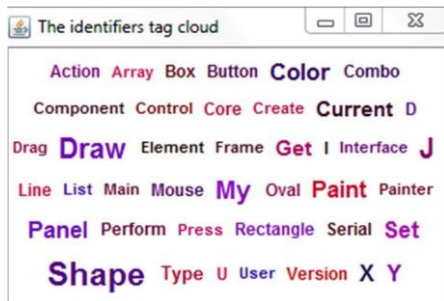 The identifiers tag cloud
Action Array Box Button Color Combo
Component Control Core Create Current D
Drag Draw Element Frame Get I Interface J
Line List Main Mouse My Oval Paint Painter
Panel Perform Press Rectangle Serial Set
Shape Type U User Version X Y